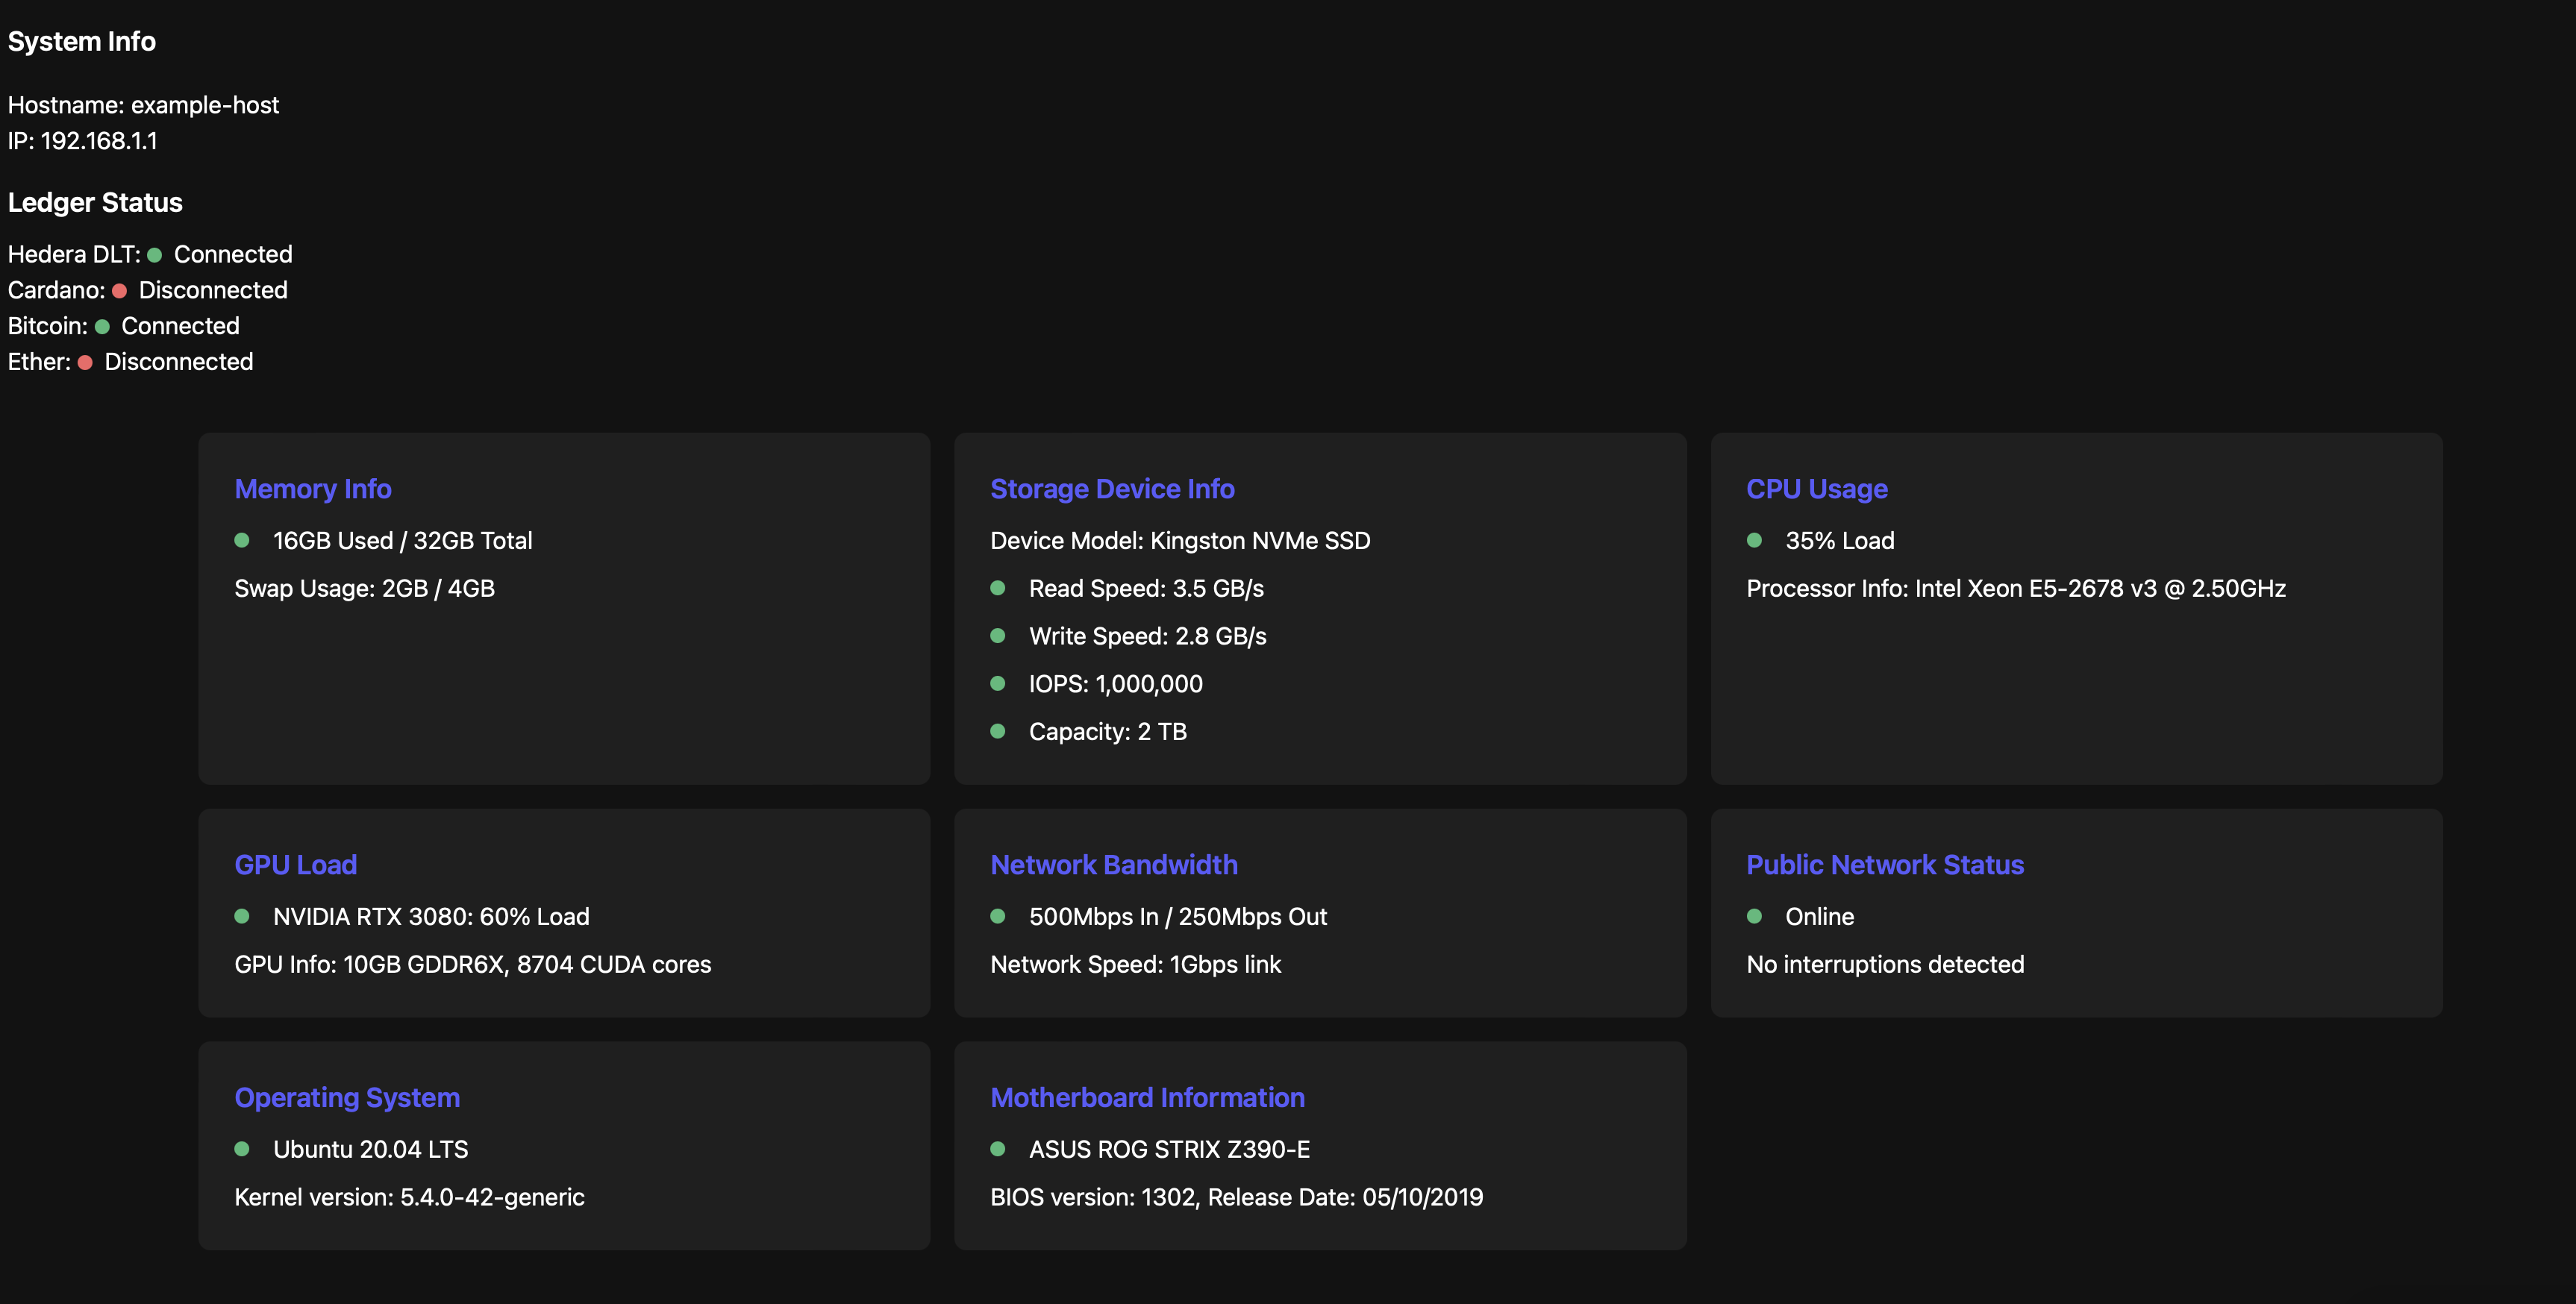 System Info
Hostname: example-host
IP: 192.168.1.1
Ledger Status
Hedera DLT: Connected
Cardano: Disconnected
Bitcoin: Connected
Ether: Disconnected
Memory Info
16GB Used / 32GB Total
Swap Usage: 2GB / 4GB
Storage Device Info
Device Model: Kingston NVMe SSD
Read Speed: 3.5 GB/s
Write Speed: 2.8 GB/s
IOPS: 1,000,000
Capacity: 2 TB
CPU Usage
35% Load
Processor Info: Intel Xeon E5-2678 v3 @ 2.50GHz
GPU Load
NVIDIA RTX 3080: 60% Load
GPU Info: 10GB GDDR6X, 8704 CUDA cores
Network Bandwidth
500Mbps In / 250Mbps Out
Network Speed: 1Gbps link
Public Network Status
Online
No interruptions detected
Operating System
Ubuntu 20.04 LTS
Kernel version: 5.4.0-42-generic
Motherboard Information
ASUS ROG STRIX Z390-E
BIOS version: 1302, Release Date: 05/10/2019